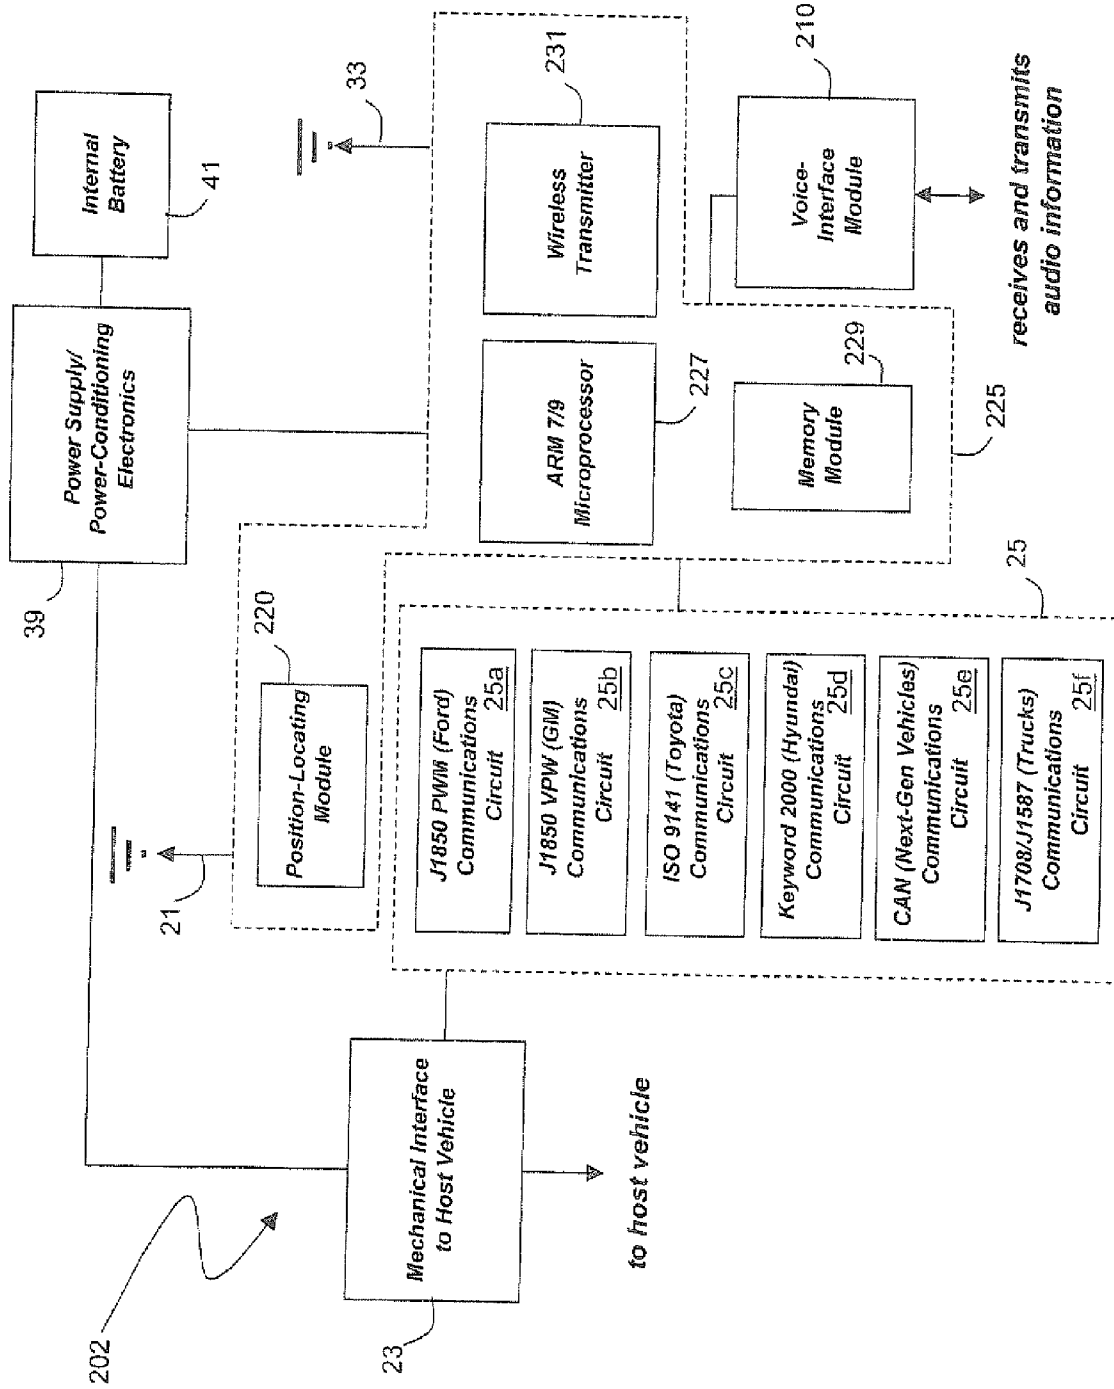 202
23
Mechanical Interface
to Host Vehicle
to host vehicle
21
39
Power Supply/
Power-Conditioning
Electronics
Internal
Battery
41
220
Position-Locating
Module
33
231
Wireless
Transmitter
ARM 7/9
Microprocessor
227
Memory
Module
229
225
210
Voice-
Interface
Module
receives and transmits
audio information
25
J1850 PWM (Ford)
Communications
Circuit 25a
J1850 VPW (GM)
Communications
Circuit 25b
ISO 9141 (Toyota)
Communications
Circuit 25c
Keyword 2000 (Hyundai)
Communications
Circuit 25d
CAN (Next-Gen Vehicles)
Communications
Circuit 25e
J1708/J1587 (Trucks)
Communications
Circuit 25f